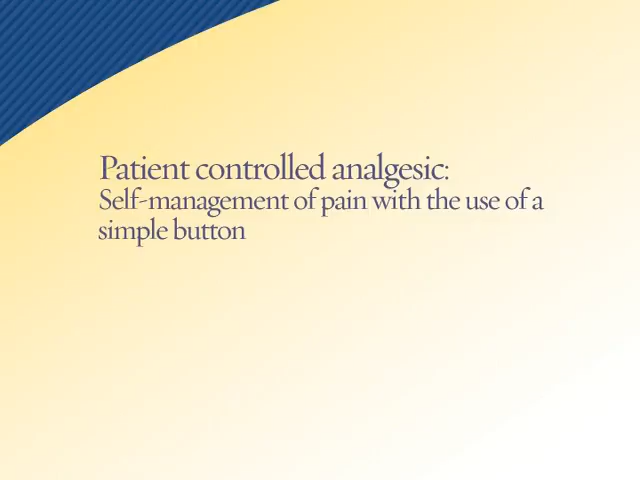 Patient controlled analgesic:
Self-management of pain with the use of a
simple button